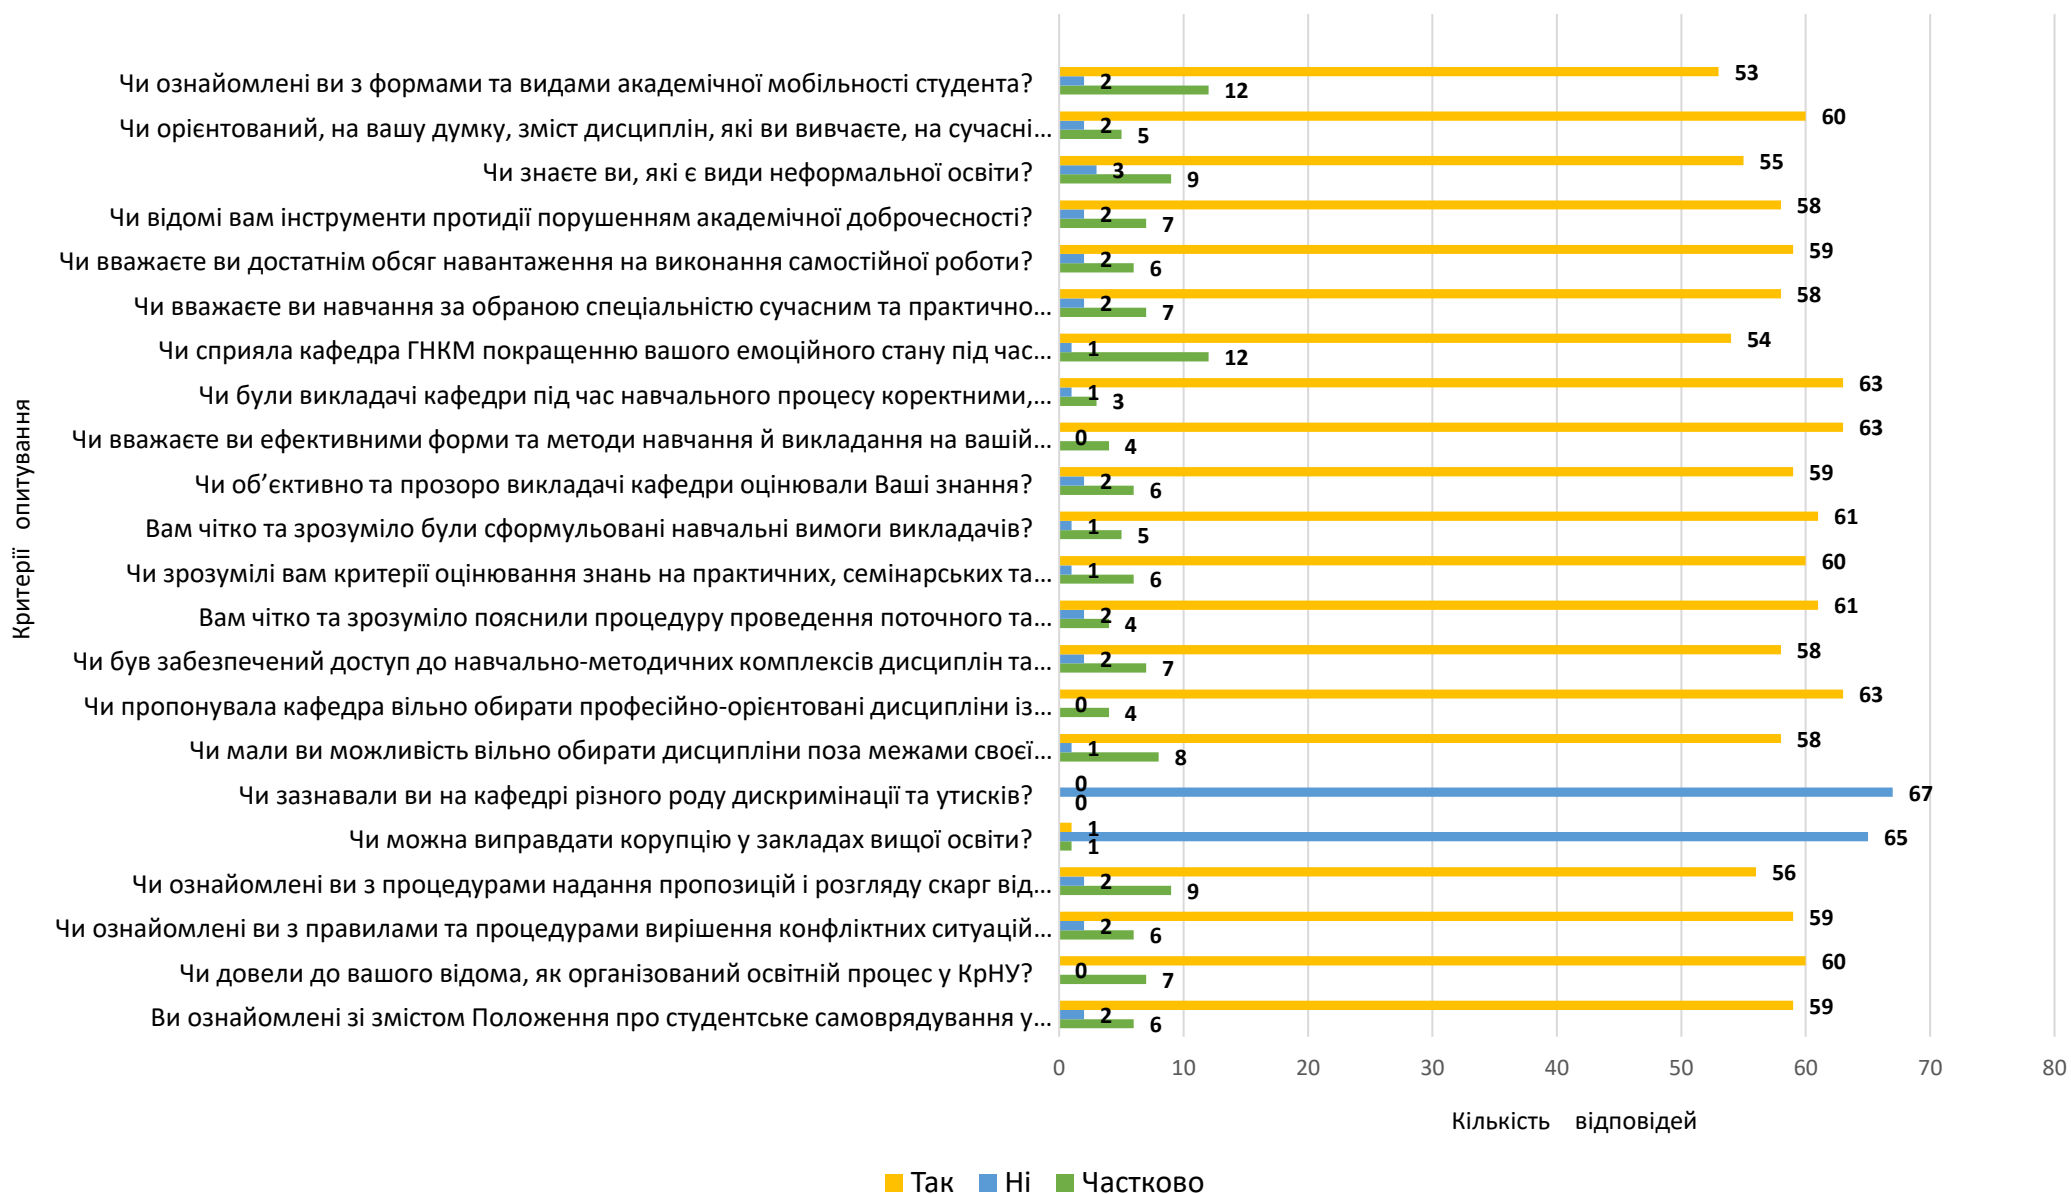 Чи ознайомлені ви з формами та видами академічної мобільності студента?
53
2
12
Чи орієнтований, на вашу думку, зміст дисциплін, які ви вивчаєте, на сучасні...
60
2
5
Чи знаєте ви, які є види неформальної освіти?
55
3
9
Чи відомі вам інструменти протидії порушенням академічної доброчесності?
58
2
7
Чи вважаєте ви достатнім обсяг навантаження на виконання самостійної роботи?
59
2
6
Чи вважаєте ви навчання за обраною спеціальністю сучасним та практично...
58
2
7
Чи сприяла кафедра ГНКМ покращенню вашого емоційного стану під час...
54
1
12
Чи були викладачі кафедри під час навчального процесу коректними,...
63
1
3
Чи вважаєте ви ефективними форми та методи навчання й викладання на вашій...
63
0
4
Чи об’єктивно та прозоро викладачі кафедри оцінювали Ваші знання?
59
2
6
Вам чітко та зрозуміло були сформульовані навчальні вимоги викладачів?
61
1
5
Чи зрозумілі вам критерії оцінювання знань на практичних, семінарських та...
60
1
6
Вам чітко та зрозуміло пояснили процедуру проведення поточного та...
61
2
4
Чи був забезпечений доступ до навчально-методичних комплексів дисциплін та...
58
2
7
Чи пропонувала кафедра вільно обирати професійно-орієнтовані дисципліни із...
63
0
4
Чи мали ви можливість вільно обирати дисципліни поза межами своєї...
58
1
8
Чи зазнавали ви на кафедрі різного роду дискримінації та утисків?
0
67
0
Чи можна виправдати корупцію у закладах вищої освіти?
1
65
1
Чи ознайомлені ви з процедурами надання пропозицій і розгляду скарг від...
56
2
9
Чи ознайомлені ви з правилами та процедурами вирішення конфліктних ситуацій...
59
2
6
Чи довели до вашого відома, як організований освітній процес у КрНУ?
60
0
7
Ви ознайомлені зі змістом Положення про студентське самоврядування у...
59
2
6
Критерії опитування
0 10 20 30 40 50 60 70 80
Кількість відповідей
Так Ні Частково